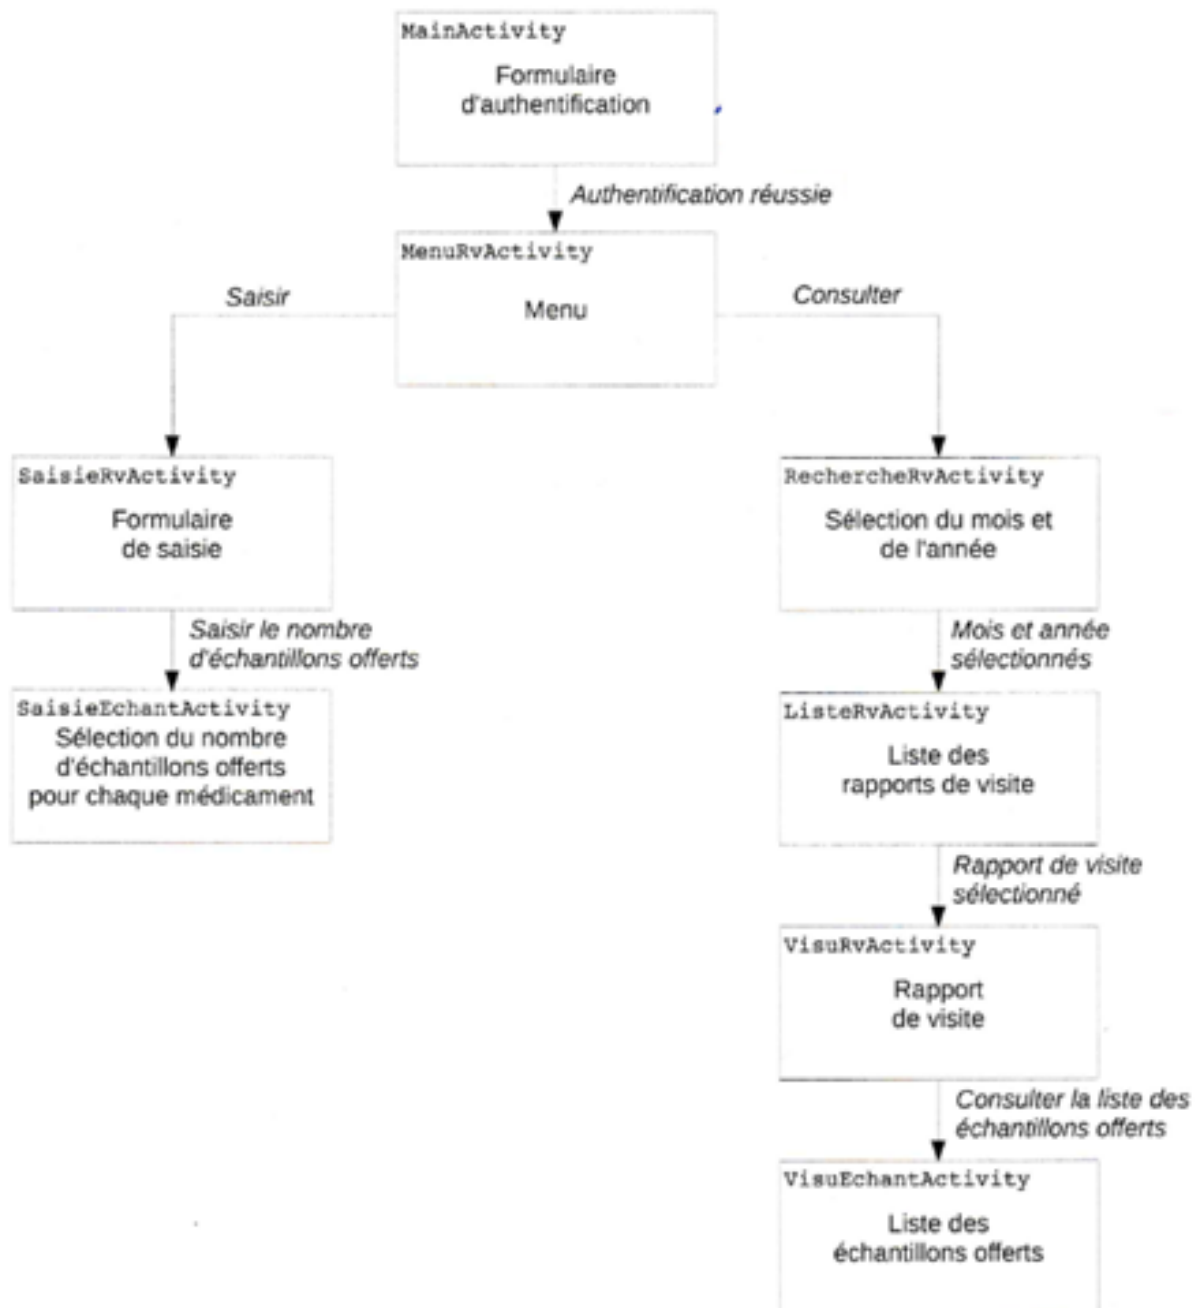 MainActivity
Formulaire
d'authentification
Authentification réussie
MenuRvActivity
Menu
Saisir
Consulter
SaisieRvActivity
Formulaire
de saisie
Saisir le nombre
d'échantillons offerts
SaisieEchantActivity
Sélection du nombre
d'échantillons offerts
pour chaque médicament
RechercheRvActivity
Sélection du mois et
de l'année
Mois et année
sélectionnés
ListeRvActivity
Liste des
rapports de visite
Rapport de visite
sélectionné
VisuRvActivity
Rapport
de visite
Consulter la liste des
échantillons offerts
VisuEchantActivity
Liste des
échantillons offerts